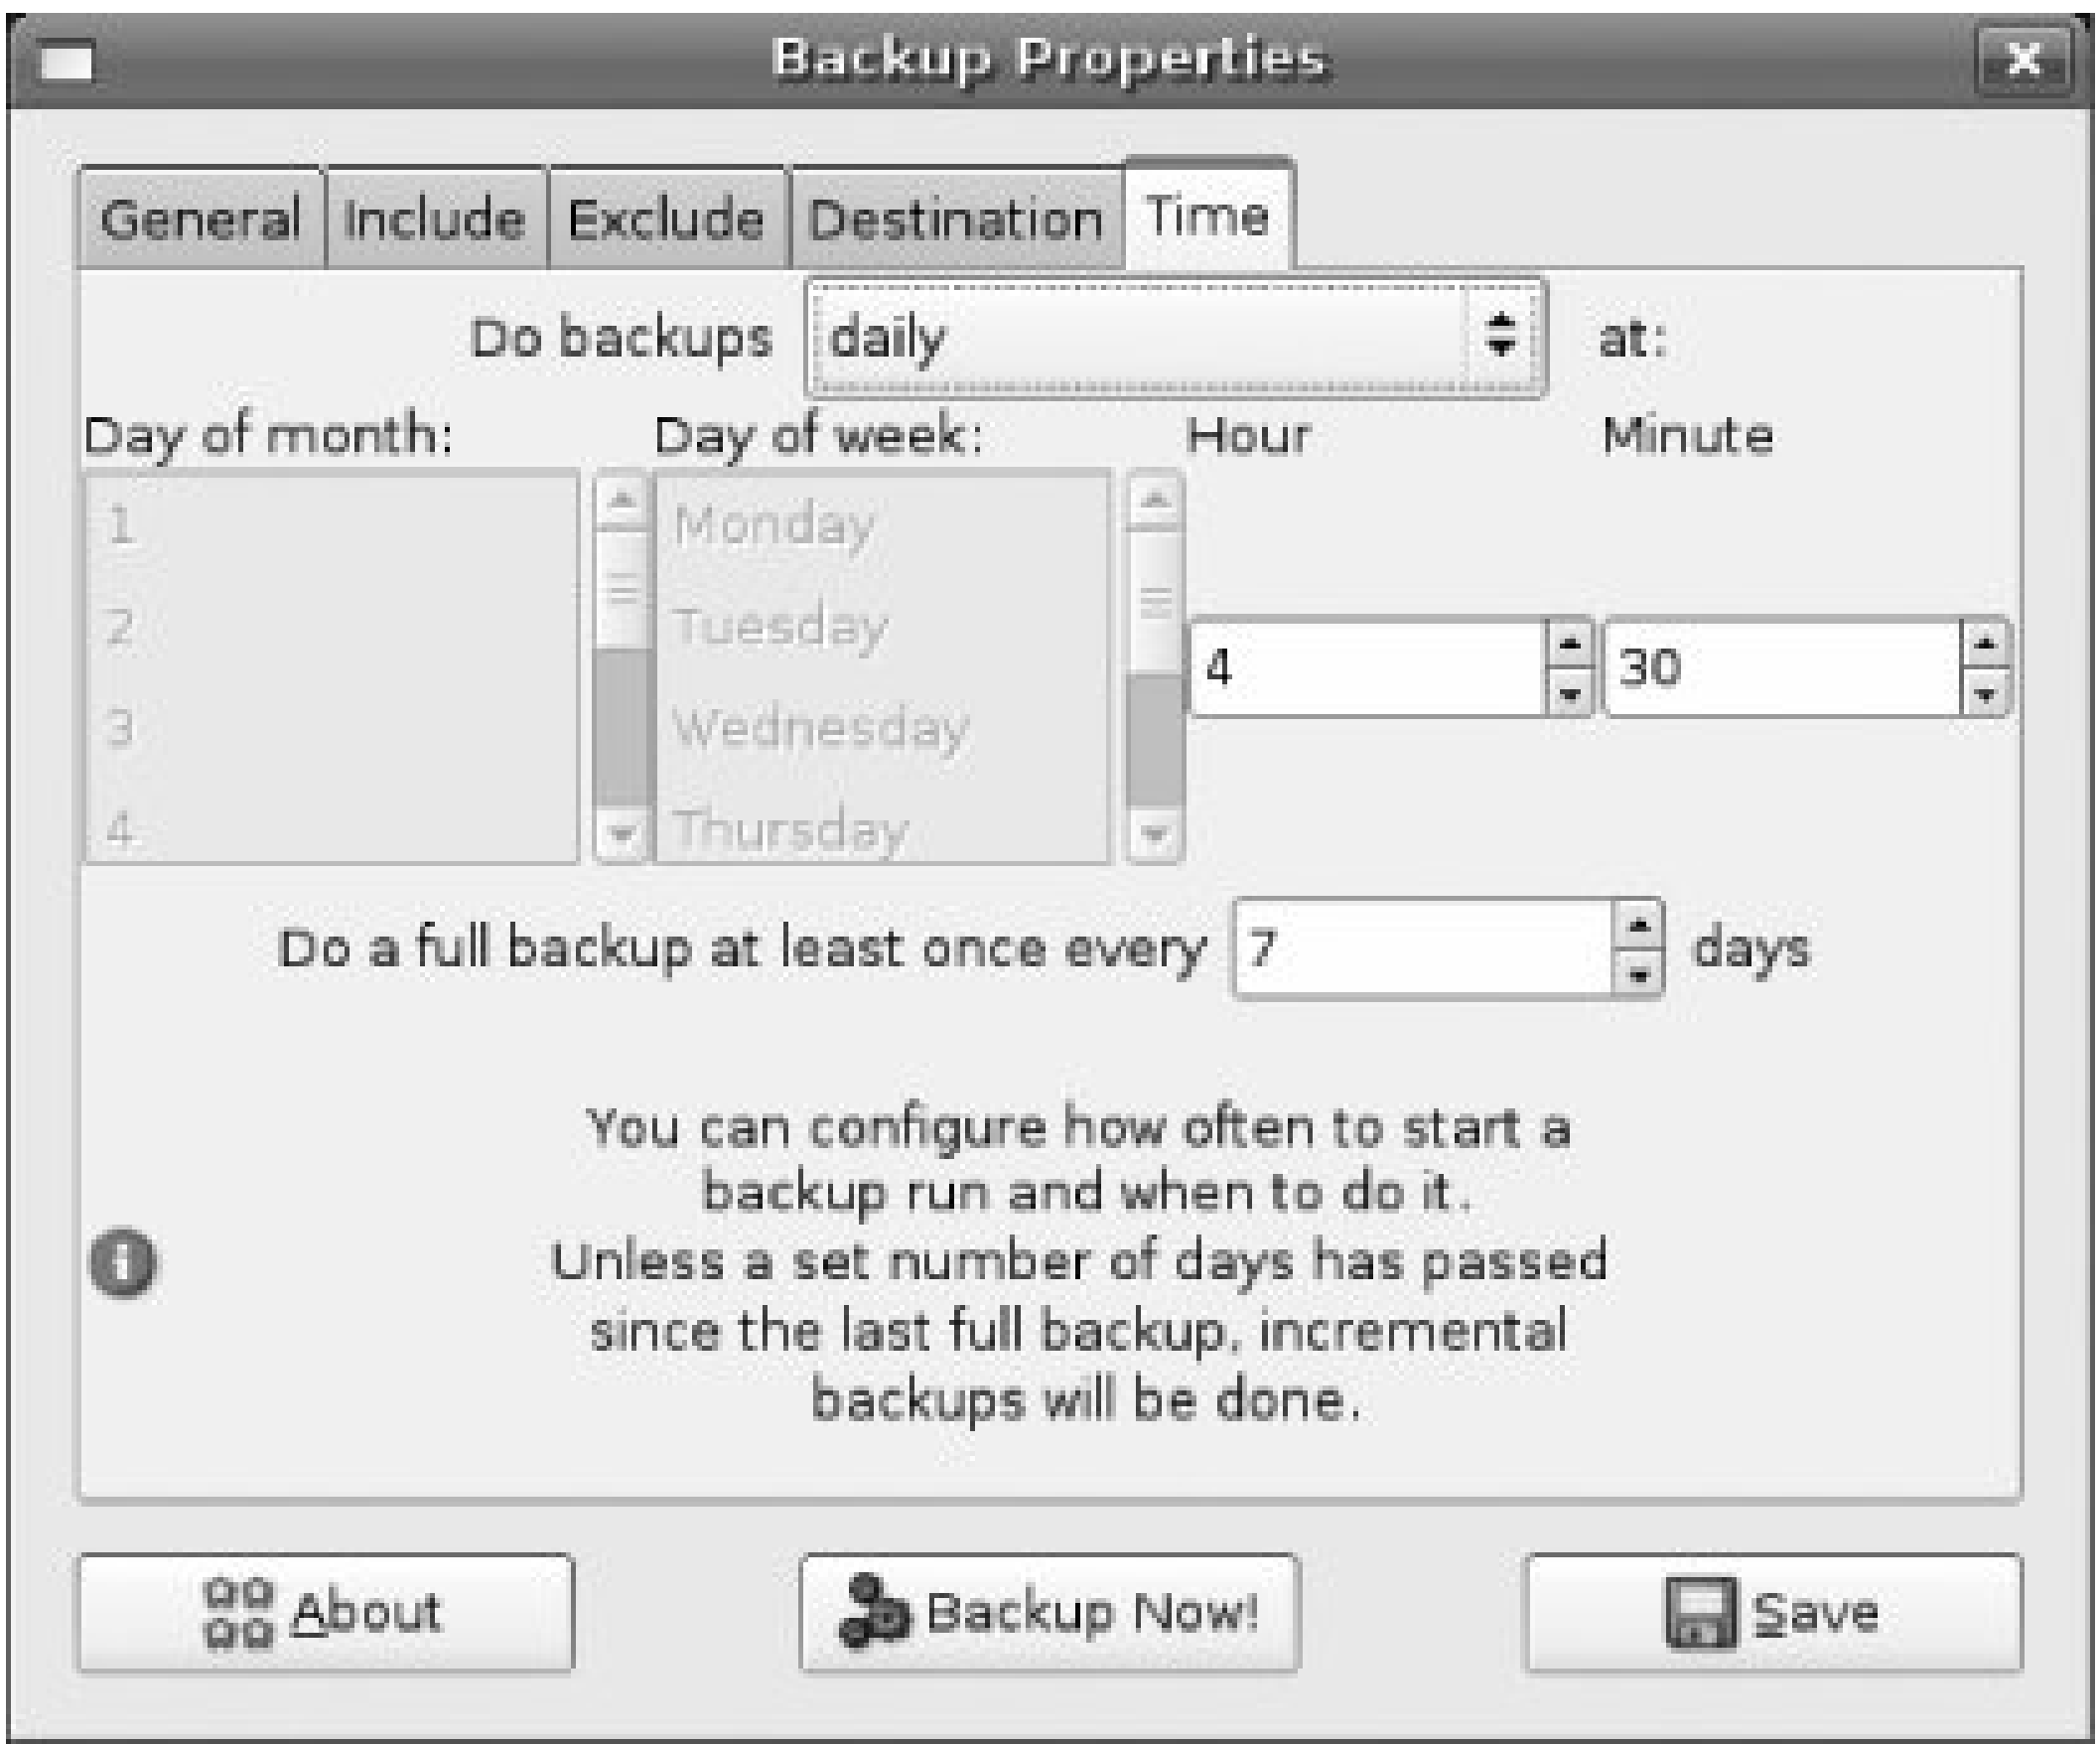 Backup Properties
General Include Exclude Destination Time
Do backups daily at:
Day of month: Day of week: Hour Minute
1 Monday
2 Tuesday
4 30
3 Wednesday
4 Thursday
Do a full backup at least once every 7 days
You can configure how often to start a
backup run and when to do it.
Unless a set number of days has passed
since the last full backup, incremental
backups will be done.
About Backup Now! Save